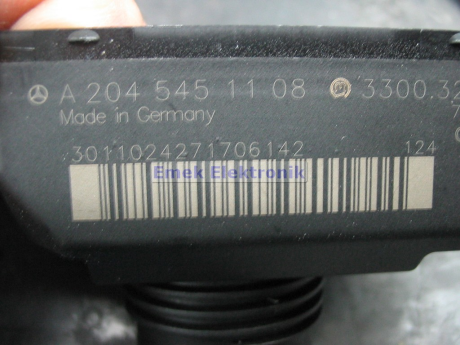 A 204 545 11 08 3300.32
Made in Germany
3011024271706142 124
Emek Elektronik